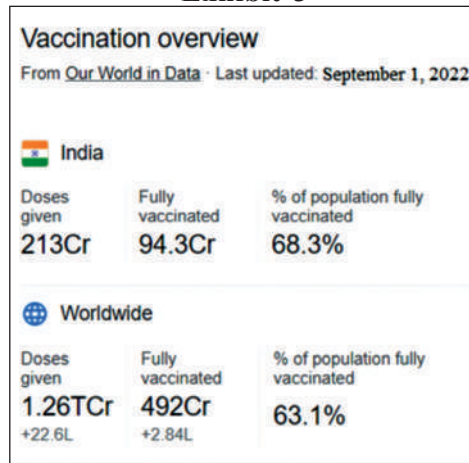 Vaccination overview
From Our World in Data · Last updated: September 1, 2022
India
Doses given
213Cr
Fully vaccinated
94.3Cr
% of population fully vaccinated
68.3%
Worldwide
Doses given
1.26TCr
+22.6L
Fully vaccinated
492Cr
+2.84L
% of population fully vaccinated
63.1%